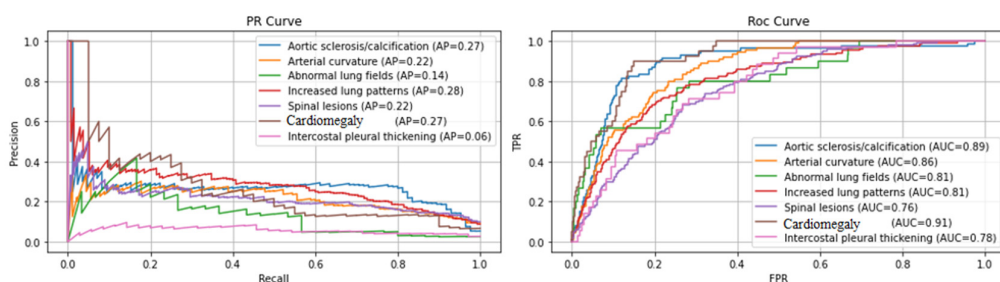 PR Curve
1.0
0.8
0.6
0.4
0.2
0.0
Precision
Aortic sclerosis/calcification (AP=0.27)
Arterial curvature (AP=0.22)
Abnormal lung fields (AP=0.14)
Increased lung patterns (AP=0.28)
Spinal lesions (AP=0.22)
Cardiomegaly (AP=0.27)
Intercostal pleural thickening (AP=0.06)
0.0 0.2 0.4 0.6 0.8 1.0
Recall
Roc Curve
1.0
0.8
0.6
0.4
0.2
0.0
TPR
Aortic sclerosis/calcification (AUC=0.89)
Arterial curvature (AUC=0.86)
Abnormal lung fields (AUC=0.81)
Increased lung patterns (AUC=0.81)
Spinal lesions (AUC=0.76)
Cardiomegaly (AUC=0.91)
Intercostal pleural thickening (AUC=0.78)
0.0 0.2 0.4 0.6 0.8 1.0
FPR